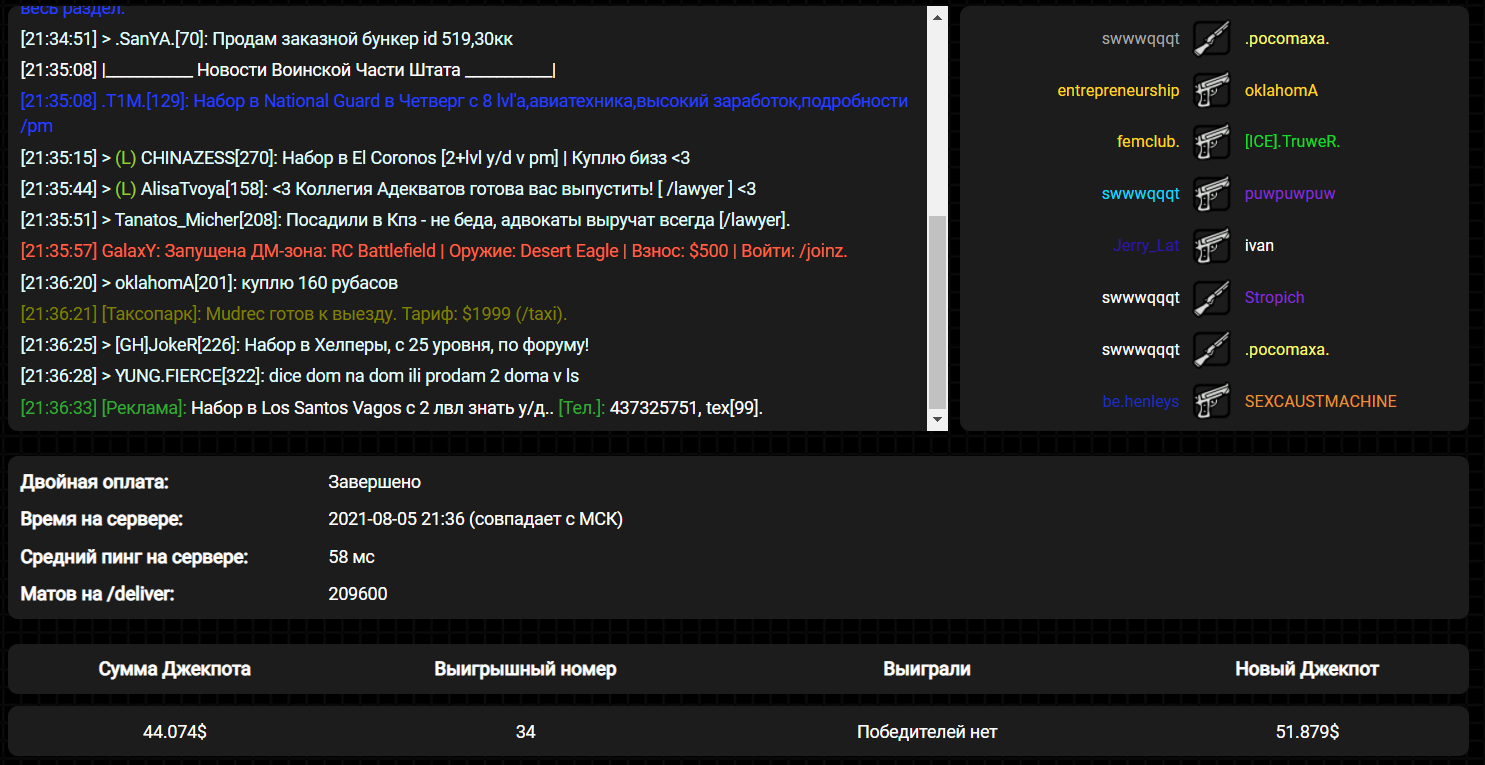 весь раздел.
[21:34:51] > .SanYA.[70]: Продам заказной бункер id 519,30кк
[21:35:08] |__________ Новости Воинской Части Штата __________|
[21:35:08] .T1M.[129]: Набор в National Guard в Четверг с 8 lvl'a,авиатехника,высокий заработок,подробности
/pm
[21:35:15] > (L) CHINAZESS[270]: Набор в El Coronos [2+lvl y/d v pm] | Куплю бизз <3
[21:35:44] > (L) AlisaTvoya[158]: <3 Коллегия Адекватов готова вас выпустить! [ /lawyer ] <3
[21:35:51] > Tanatos_Micher[208]: Посадили в Кпз - не беда, адвокаты выручат всегда [/lawyer].
[21:35:57] GalaxY: Запущена ДМ-зона: RC Battlefield | Оружие: Desert Eagle | Взнос: $500 | Войти: /joinz.
[21:36:20] > oklahomA[201]: куплю 160 рубасов
[21:36:21] [Таксопарк]: Mudrec готов к выезду. Тариф: $1999 (/taxi).
[21:36:25] > [GH]JokeR[226]: Набор в Хелперы, с 25 уровня, по форуму!
[21:36:28] > YUNG.FIERCE[322]: dice dom na dom ili prodam 2 doma v ls
[21:36:33] [Реклама]: Набор в Los Santos Vagos с 2 лвл знать у/д.. [Тел.]: 437325751, tex[99].
swwwqqqt .pocomaxa.
entrepreneurship oklahomA
femclub. [ICE].TruweR.
swwwqqqt puwpuwpuw
Jerry_Lat ivan
swwwqqqt Stropich
swwwqqqt .pocomaxa.
be.henleys SEXCAUSTMACHINE
Двойная оплата: Завершено
Время на сервере: 2021-08-05 21:36 (совпадает с МСК)
Средний пинг на сервере: 58 мс
Матов на /deliver: 209600
Сумма Джекпота Выигрышный номер Выиграли Новый Джекпот
44.074$ 34 Победителей нет 51.879$